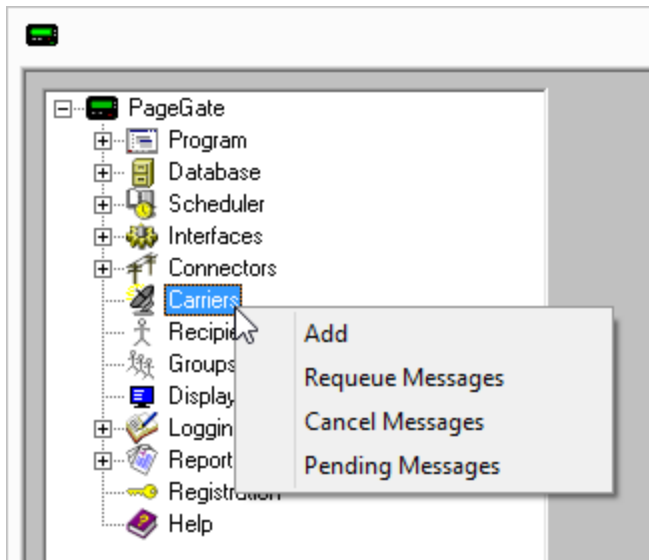 PageGate
Program
Database
Scheduler
Interfaces
Connectors
Carriers
Recipie
Add
Groups
Requeue Messages
Display
Cancel Messages
Loggin
Report
Pending Messages
Registration
Help